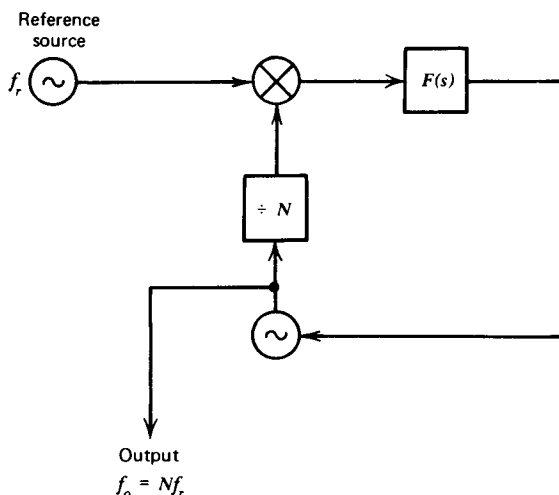 Reference
source
f_r
F(s)
÷ N
Output
f_o = Nf_r